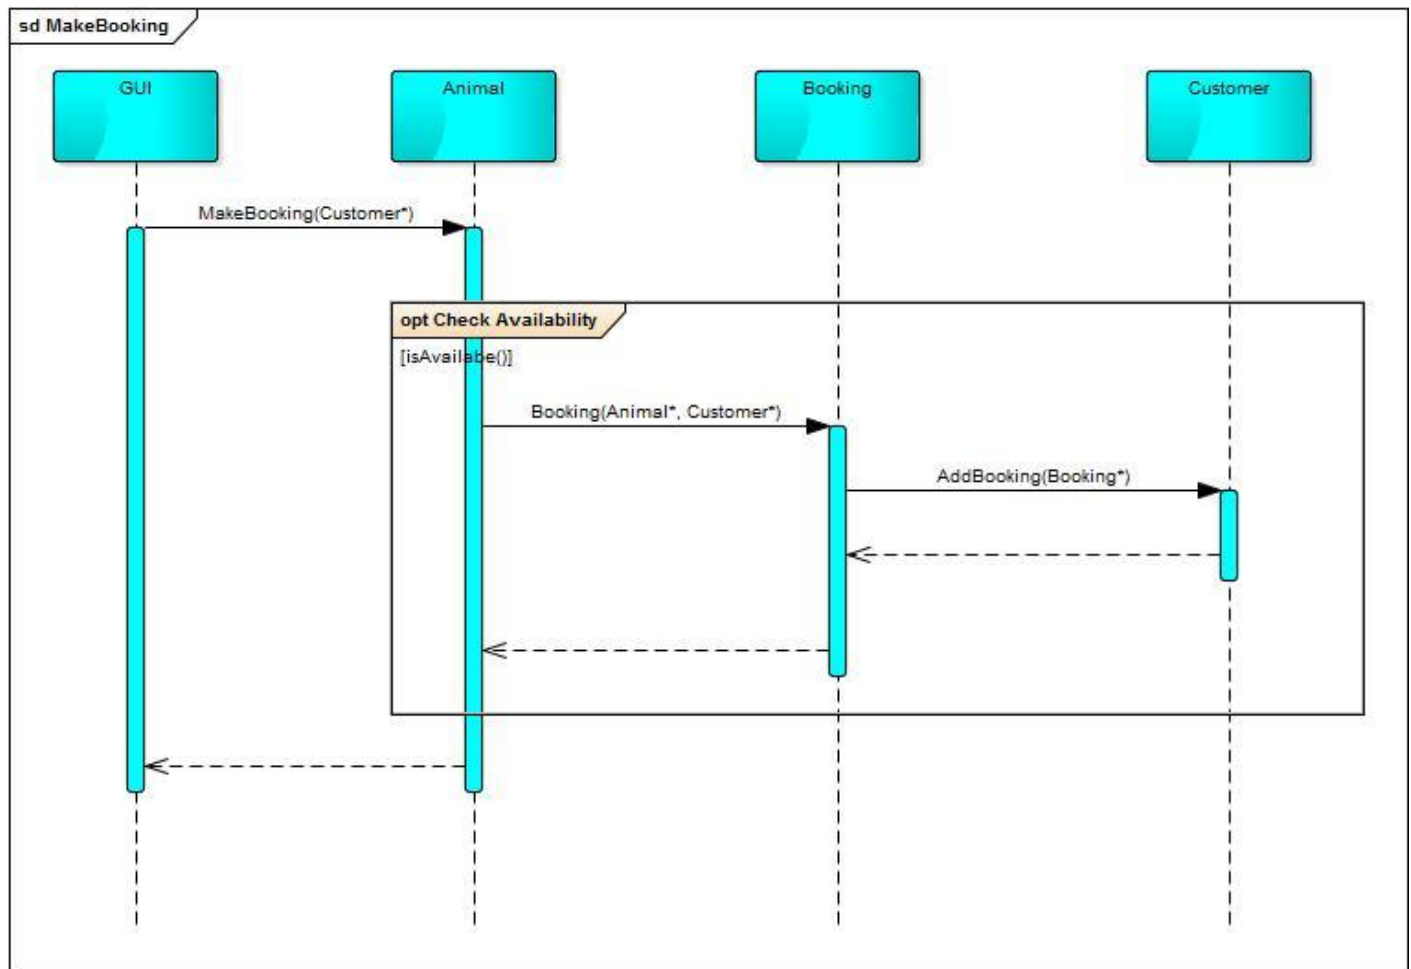 sd MakeBooking
GUI
Animal
Booking
Customer
MakeBooking(Customer*)
opt Check Availability
[isAvailabe()]
Booking(Animal*, Customer*)
AddBooking(Booking*)